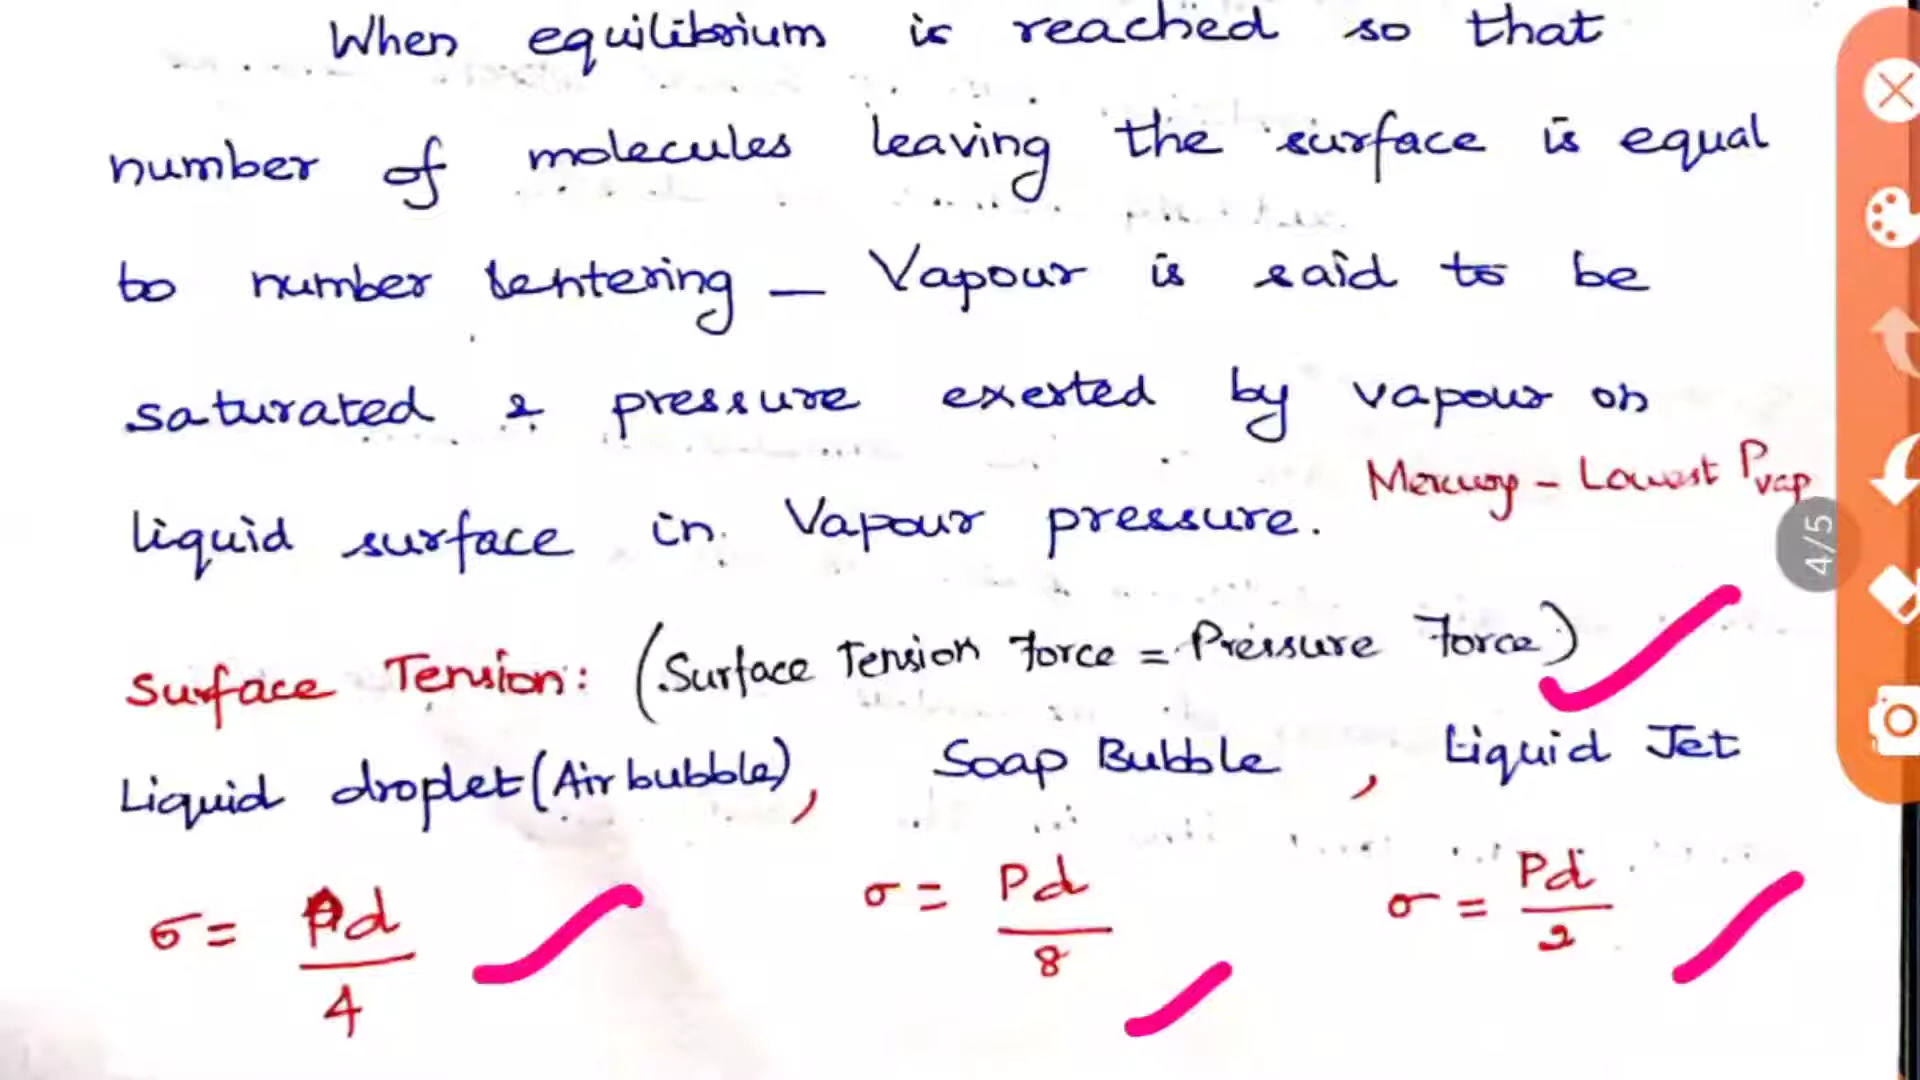 When equilibrium is reached so that
number of molecules leaving the surface is equal
to number entering - Vapour is said to be
saturated & pressure exerted by vapour on
liquid surface in Vapour pressure.
Mercury - Lowest Pvap
4/5
Surface Tension: (Surface Tension Force = Pressure Force)
Liquid droplet (Air bubble), Soap Bubble, Liquid Jet
σ = Pd/4 σ = Pd/8 σ = Pd/2